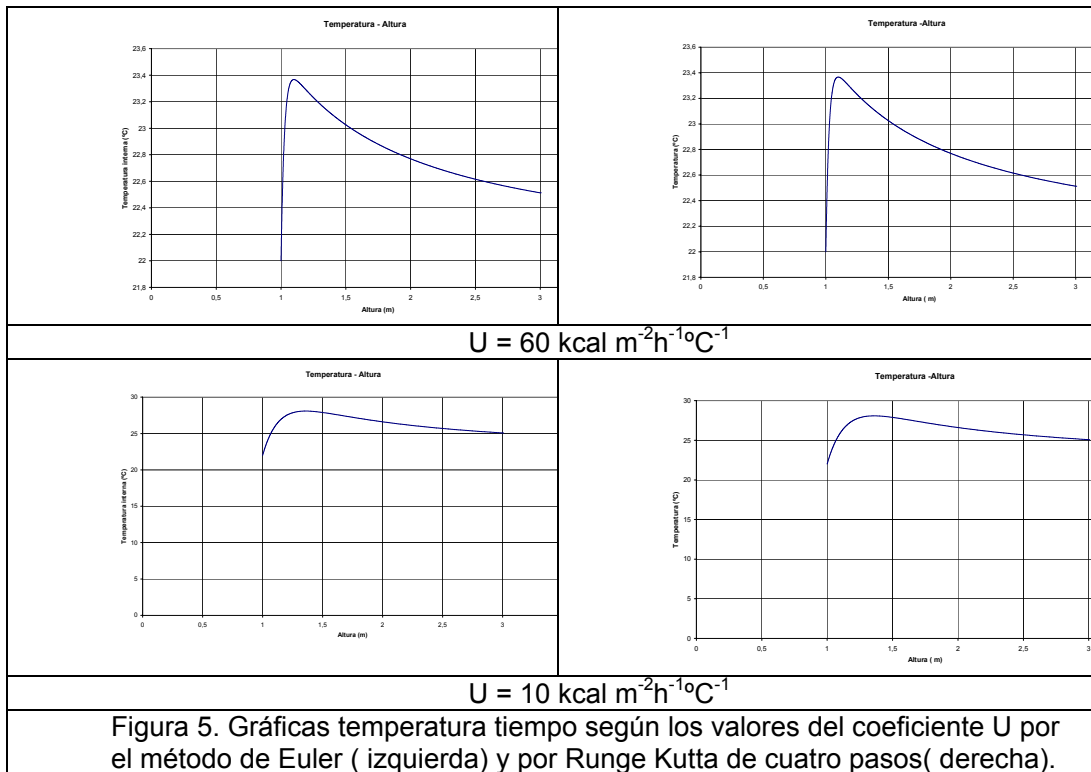 Temperatura - Altura
23,6
23,4
23,2
23
22,8
22,6
22,4
22,2
22
21,8
Temperatura interna (ºC)
0 0,5 1 1,5 2 2,5 3
Altura (m)
Temperatura -Altura
23,6
23,4
23,2
23
22,8
22,6
22,4
22,2
22
21,8
Temperatura (ºC)
0 0,5 1 1,5 2 2,5 3
Altura ( m)
U = 60 kcal m-2h-1ºC-1
Temperatura - Altura
30
25
20
15
10
5
0
Temperatura interna (ºC)
0 0,5 1 1,5 2 2,5 3
Altura (m)
Temperatura -Altura
30
25
20
15
10
5
0
Temperatura (ºC)
0 0,5 1 1,5 2 2,5 3
Altura ( m)
U = 10 kcal m-2h-1ºC-1
Figura 5. Gráficas temperatura tiempo según los valores del coeficiente U por
el método de Euler ( izquierda) y por Runge Kutta de cuatro pasos( derecha).